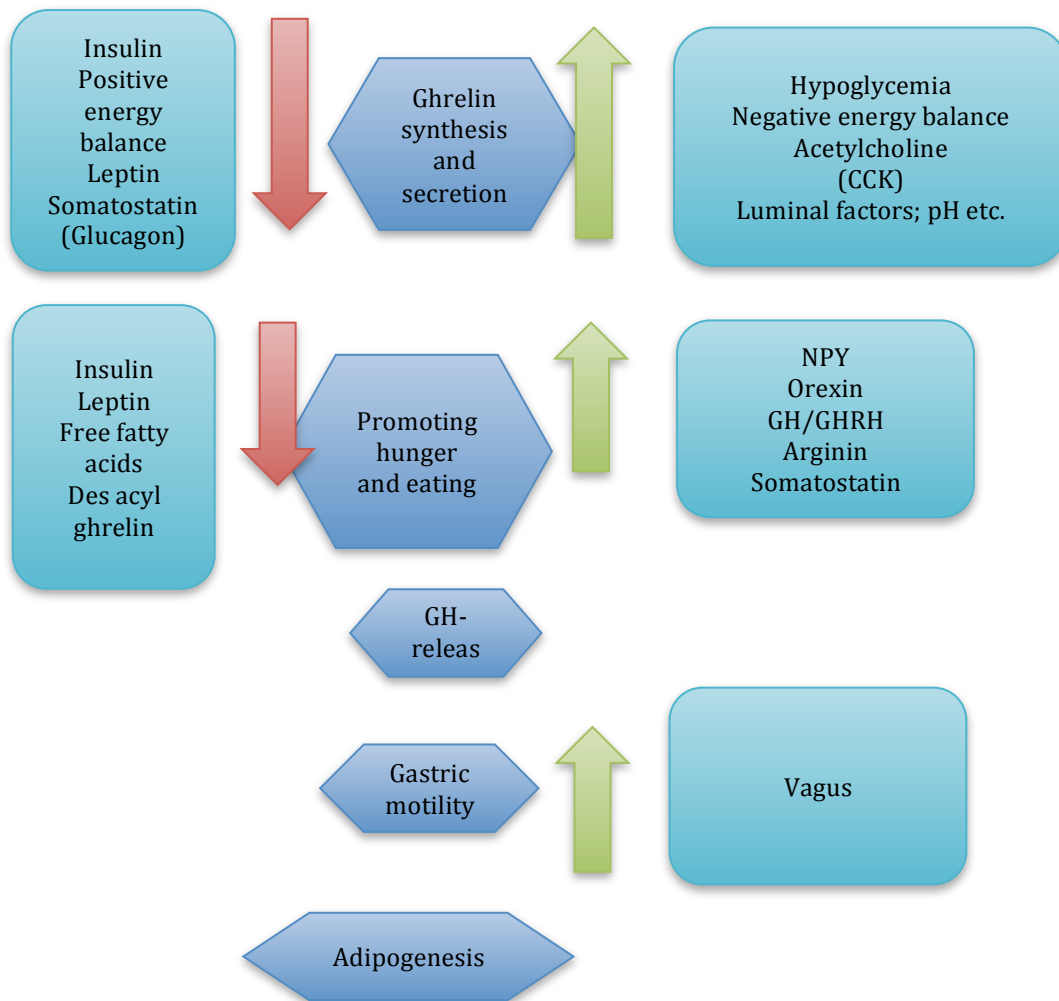 Insulin
Positive
energy
balance
Leptin
Somatostatin
(Glucagon)
Ghrelin
synthesis
and
secretion
Hypoglycemia
Negative energy balance
Acetylcholine
(CCK)
Luminal factors; pH etc.
Insulin
Leptin
Free fatty
acids
Des acyl
ghrelin
Promoting
hunger
and eating
NPY
Orexin
GH/GHRH
Arginin
Somatostatin
GH-
releas
Gastric
motility
Vagus
Adipogenesis